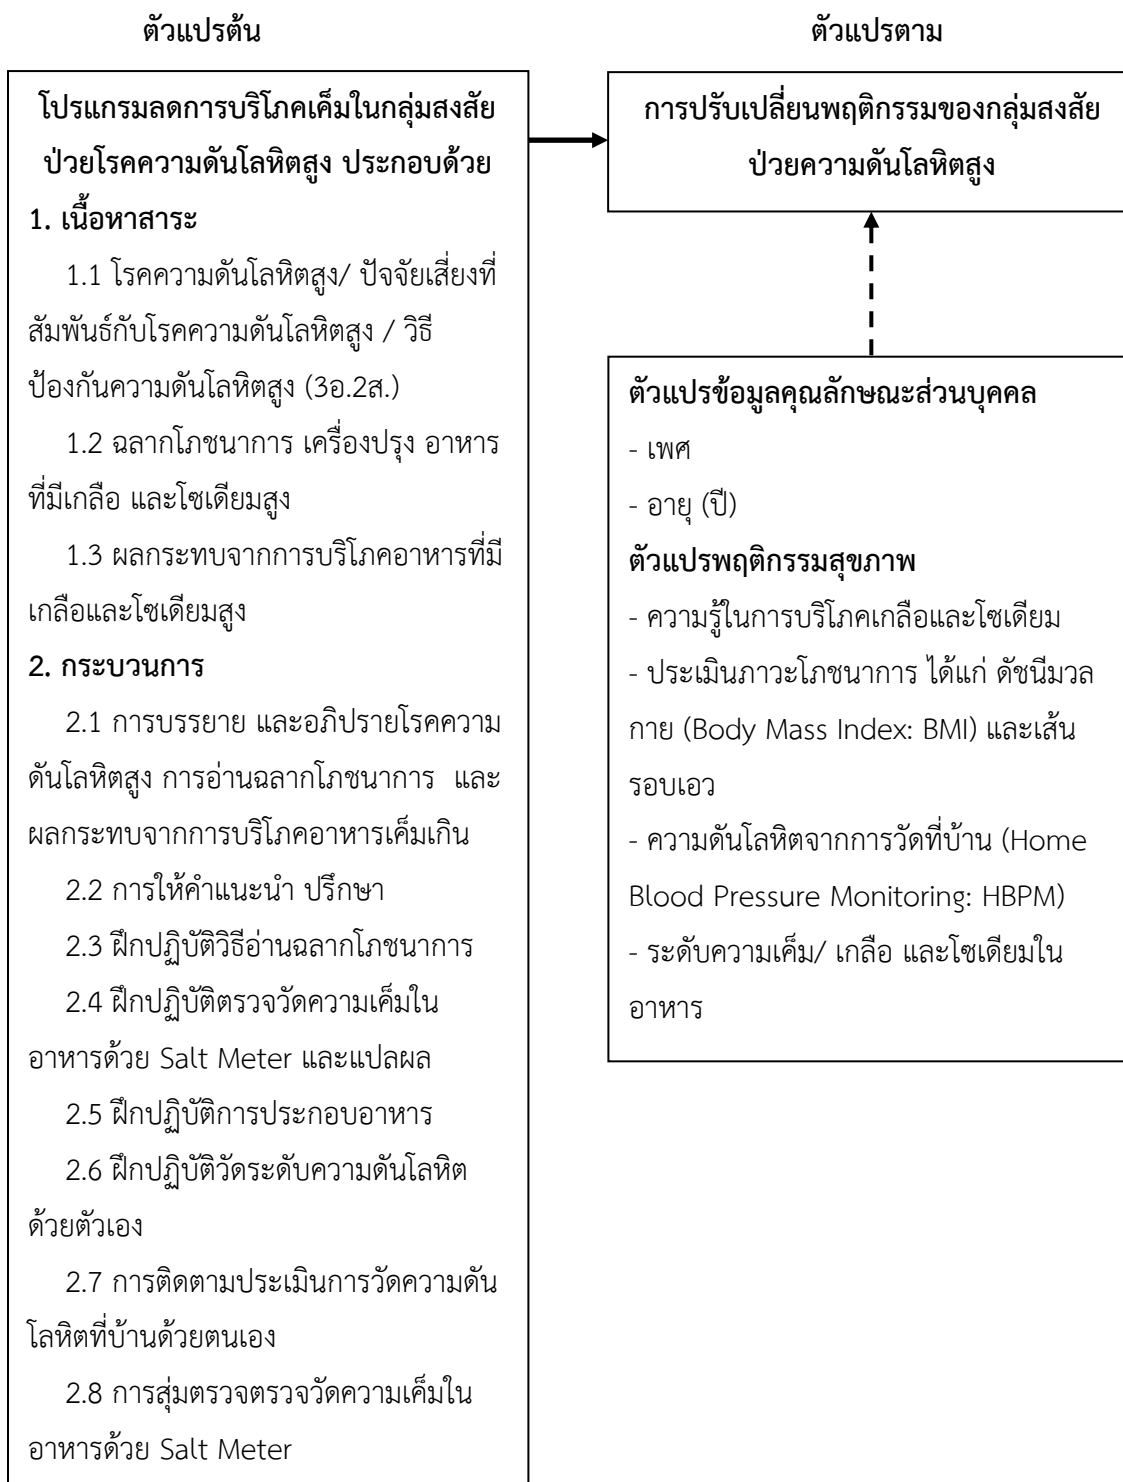 ตัวแปรต้น
ตัวแปรตาม
โปรแกรมลดการบริโภคเค็มในกลุ่มสงสัย
ป่วยโรคความดันโลหิตสูง ประกอบด้วย
1. เนื้อหาสาระ
1.1 โรคความดันโลหิตสูง/ ปัจจัยเสี่ยงที่
สัมพันธ์กับโรคความดันโลหิตสูง / วิธี
ป้องกันความดันโลหิตสูง (3อ.2ส.)
1.2 ฉลากโภชนาการ เครื่องปรุง อาหาร
ที่มีเกลือ และโซเดียมสูง
1.3 ผลกระทบจากการบริโภคอาหารที่มี
เกลือและโซเดียมสูง
2. กระบวนการ
2.1 การบรรยาย และอภิปรายโรคความ
ดันโลหิตสูง การอ่านฉลากโภชนาการ และ
ผลกระทบจากการบริโภคอาหารเค็มเกิน
2.2 การให้คำแนะนำ ปรึกษา
2.3 ฝึกปฏิบัติวิธีอ่านฉลากโภชนาการ
2.4 ฝึกปฏิบัติตรวจวัดความเค็มใน
อาหารด้วย Salt Meter และแปลผล
2.5 ฝึกปฏิบัติการประกอบอาหาร
2.6 ฝึกปฏิบัติวัดระดับความดันโลหิต
ด้วยตัวเอง
2.7 การติดตามประเมินการวัดความดัน
โลหิตที่บ้านด้วยตนเอง
2.8 การสุ่มตรวจตรวจวัดความเค็มใน
อาหารด้วย Salt Meter
การปรับเปลี่ยนพฤติกรรมของกลุ่มสงสัย
ป่วยความดันโลหิตสูง
ตัวแปรข้อมูลคุณลักษณะส่วนบุคคล
- เพศ
- อายุ (ปี)
ตัวแปรพฤติกรรมสุขภาพ
- ความรู้ในการบริโภคเกลือและโซเดียม
- ประเมินภาวะโภชนาการ ได้แก่ ดัชนีมวล
กาย (Body Mass Index: BMI) และเส้น
รอบเอว
- ความดันโลหิตจากการวัดที่บ้าน (Home
Blood Pressure Monitoring: HBPM)
- ระดับความเค็ม/ เกลือ และโซเดียมใน
อาหาร